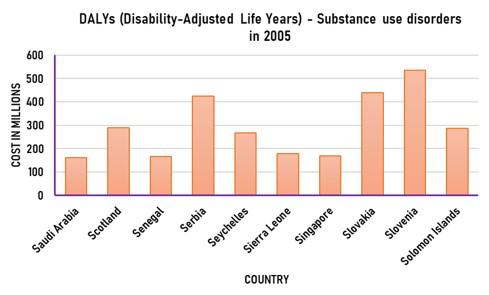 DALYs (Disability-Adjusted Life Years) - Substance use disorders
in 2005
COST IN MILLIONS
600
500
400
300
200
100
0
Saudi Arabia
Scotland
Senegal
Serbia
Seychelles
Sierra Leone
Singapore
Slovakia
Slovenia
Solomon Islands
COUNTRY